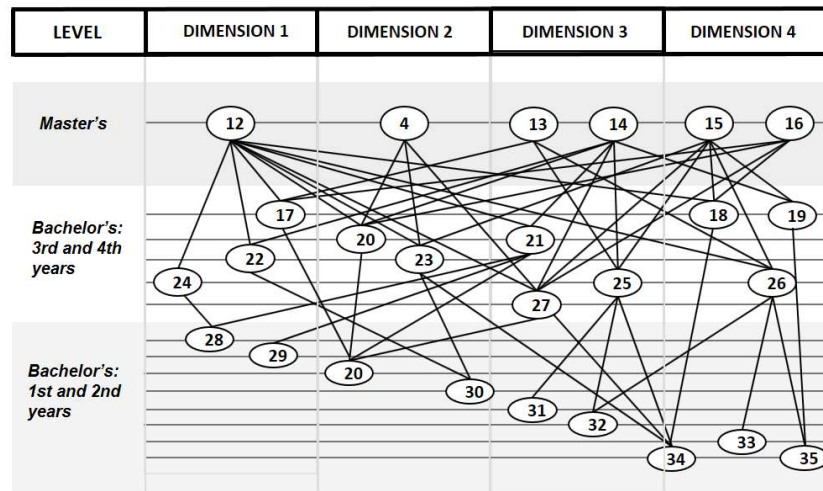 LEVEL DIMENSION 1 DIMENSION 2 DIMENSION 3 DIMENSION 4
Master's 12 4 13 14 15 16
17 18 19
Bachelor's:
3rd and 4th
years
20 21
22 23
24 25 26
27
28
29
Bachelor's:
1st and 2nd
years
20
30
31
32
33
34 35